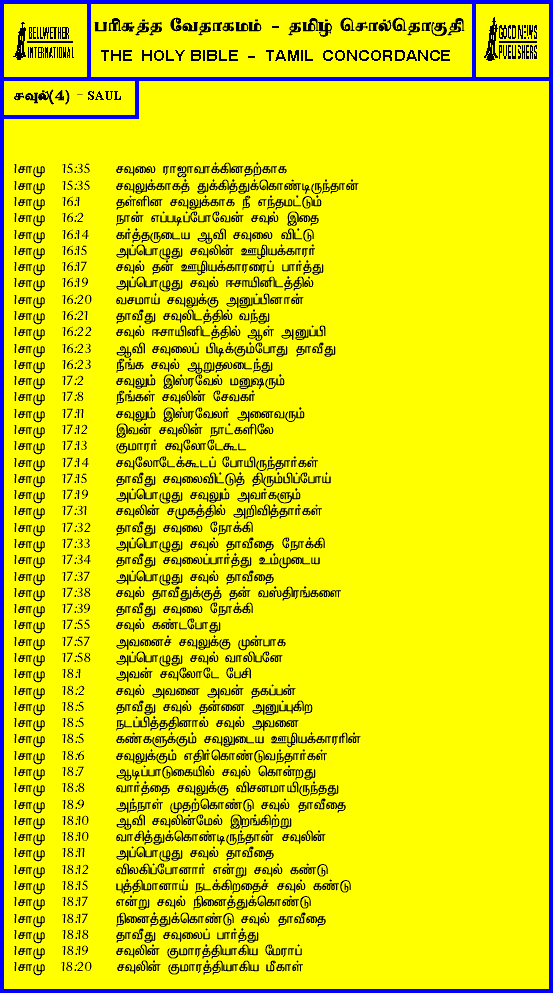 BELLWETHER
INTERNATIONAL
பரிசுத்த வேதாகமம் - தமிழ் சொல்தொகுதி
THE HOLY BIBLE - TAMIL CONCORDANCE
GOOD NEWS
PUBLISHERS
சவுல்(4) - SAUL
1சாமு 15:35 சவுலை ராஜாவாக்கினதற்காக
1சாமு 15:35 சவுலுக்காகத் துக்கித்துக்கொண்டிருந்தான்
1சாமு 16:1 தள்ளின சவுலுக்காக நீ எந்தமட்டும்
1சாமு 16:2 நான் எப்படிப்போவேன் சவுல் இதை
1சாமு 16:14 கர்த்தருடைய ஆவி சவுலை விட்டு
1சாமு 16:15 அப்பொழுது சவுலின் ஊழியக்காரர்
1சாமு 16:17 சவுல் தன் ஊழியக்காரரைப் பார்த்து
1சாமு 16:19 அப்பொழுது சவுல் ஈசாயினிடத்தில்
1சாமு 16:20 வசமாய் சவுலுக்கு அனுப்பினான்
1சாமு 16:21 தாவீது சவுலிடத்தில் வந்து
1சாமு 16:22 சவுல் ஈசாயினிடத்தில் ஆள் அனுப்பி
1சாமு 16:23 ஆவி சவுலைப் பிடிக்கும்போது தாவீது
1சாமு 16:23 நீங்க சவுல் ஆறுதலடைந்து
1சாமு 17:2 சவுலும் இஸ்ரவேல் மனுஷரும்
1சாமு 17:8 நீங்கள் சவுலின் சேவகர்
1சாமு 17:11 சவுலும் இஸ்ரவேலர் அனைவரும்
1சாமு 17:12 இவன் சவுலின் நாட்களிலே
1சாமு 17:13 குமாரர் சவுலோடேகூட
1சாமு 17:14 சவுலோடேக்கூடப் போயிருந்தார்கள்
1சாமு 17:15 தாவீது சவுலைவிட்டுத் திரும்பிப்போய்
1சாமு 17:19 அப்பொழுது சவுலும் அவர்களும்
1சாமு 17:31 சவுலின் சமுகத்தில் அறிவித்தார்கள்
1சாமு 17:32 தாவீது சவுலை நோக்கி
1சாமு 17:33 அப்பொழுது சவுல் தாவீதை நோக்கி
1சாமு 17:34 தாவீது சவுலைப்பார்த்து உம்முடைய
1சாமு 17:37 அப்பொழுது சவுல் தாவீதை
1சாமு 17:38 சவுல் தாவீதுக்குத் தன் வஸ்திரங்களை
1சாமு 17:39 தாவீது சவுலை நோக்கி
1சாமு 17:55 சவுல் கண்டபோது
1சாமு 17:57 அவனைச் சவுலுக்கு முன்பாக
1சாமு 17:58 அப்பொழுது சவுல் வாலிபனே
1சாமு 18:1 அவன் சவுலோடே பேசி
1சாமு 18:2 சவுல் அவனை அவன் தகப்பன்
1சாமு 18:5 தாவீது சவுல் தன்னை அனுப்புகிற
1சாமு 18:5 நடப்பித்ததினால் சவுல் அவனை
1சாமு 18:5 கண்களுக்கும் சவுலுடைய ஊழியக்காரரின்
1சாமு 18:6 சவுலுக்கும் எதிர்கொண்டுவந்தார்கள்
1சாமு 18:7 ஆடிப்பாடுகையில் சவுல் கொன்றது
1சாமு 18:8 வார்த்தை சவுலுக்கு விசனமாயிருந்தது
1சாமு 18:9 அந்நாள் முதற்கொண்டு சவுல் தாவீதை
1சாமு 18:10 ஆவி சவுலின்மேல் இறங்கிற்று
1சாமு 18:10 வாசித்துக்கொண்டிருந்தான் சவுலின்
1சாமு 18:11 அப்பொழுது சவுல் தாவீதை
1சாமு 18:12 விலகிப்போனார் என்று சவுல் கண்டு
1சாமு 18:15 புத்திமானாய் நடக்கிறதைச் சவுல் கண்டு
1சாமு 18:17 என்று சவுல் நினைத்துக்கொண்டு
1சாமு 18:17 நினைத்துக்கொண்டு சவுல் தாவீதை
1சாமு 18:18 தாவீது சவுலைப் பார்த்து
1சாமு 18:19 சவுலின் குமாரத்தியாகிய மேராப்
1சாமு 18:20 சவுலின் குமாரத்தியாகிய மீகாள்